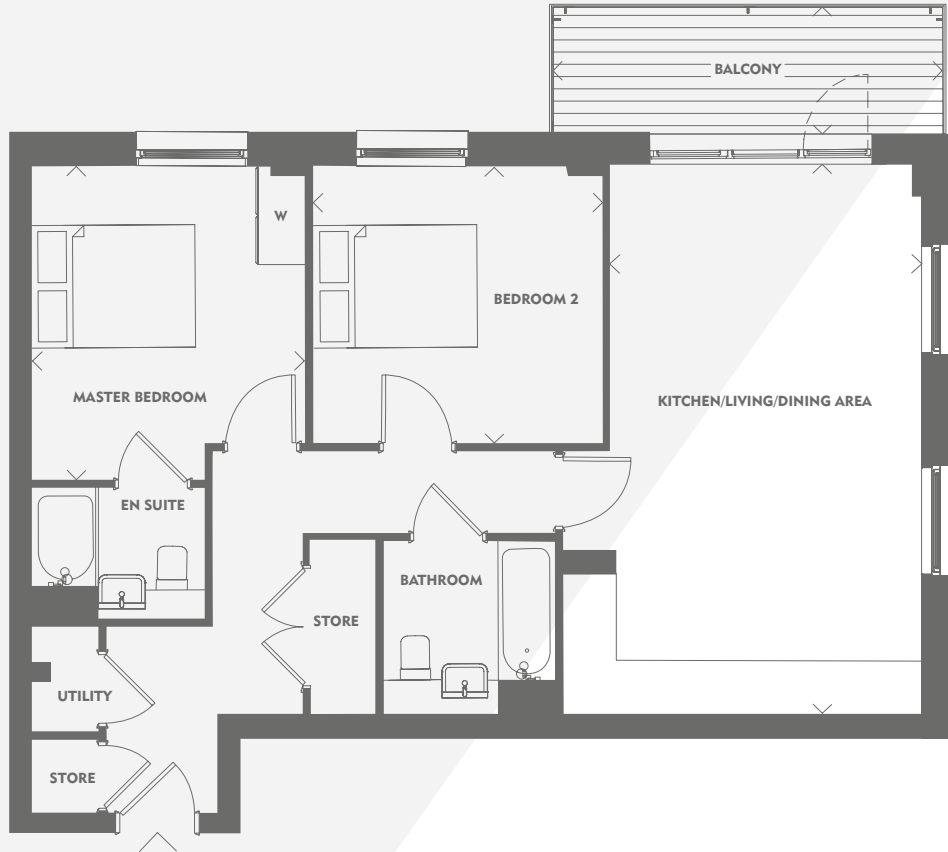 BALCONY
W
BEDROOM 2
MASTER BEDROOM
KITCHEN/LIVING/DINING AREA
EN SUITE
BATHROOM
STORE
UTILITY
STORE